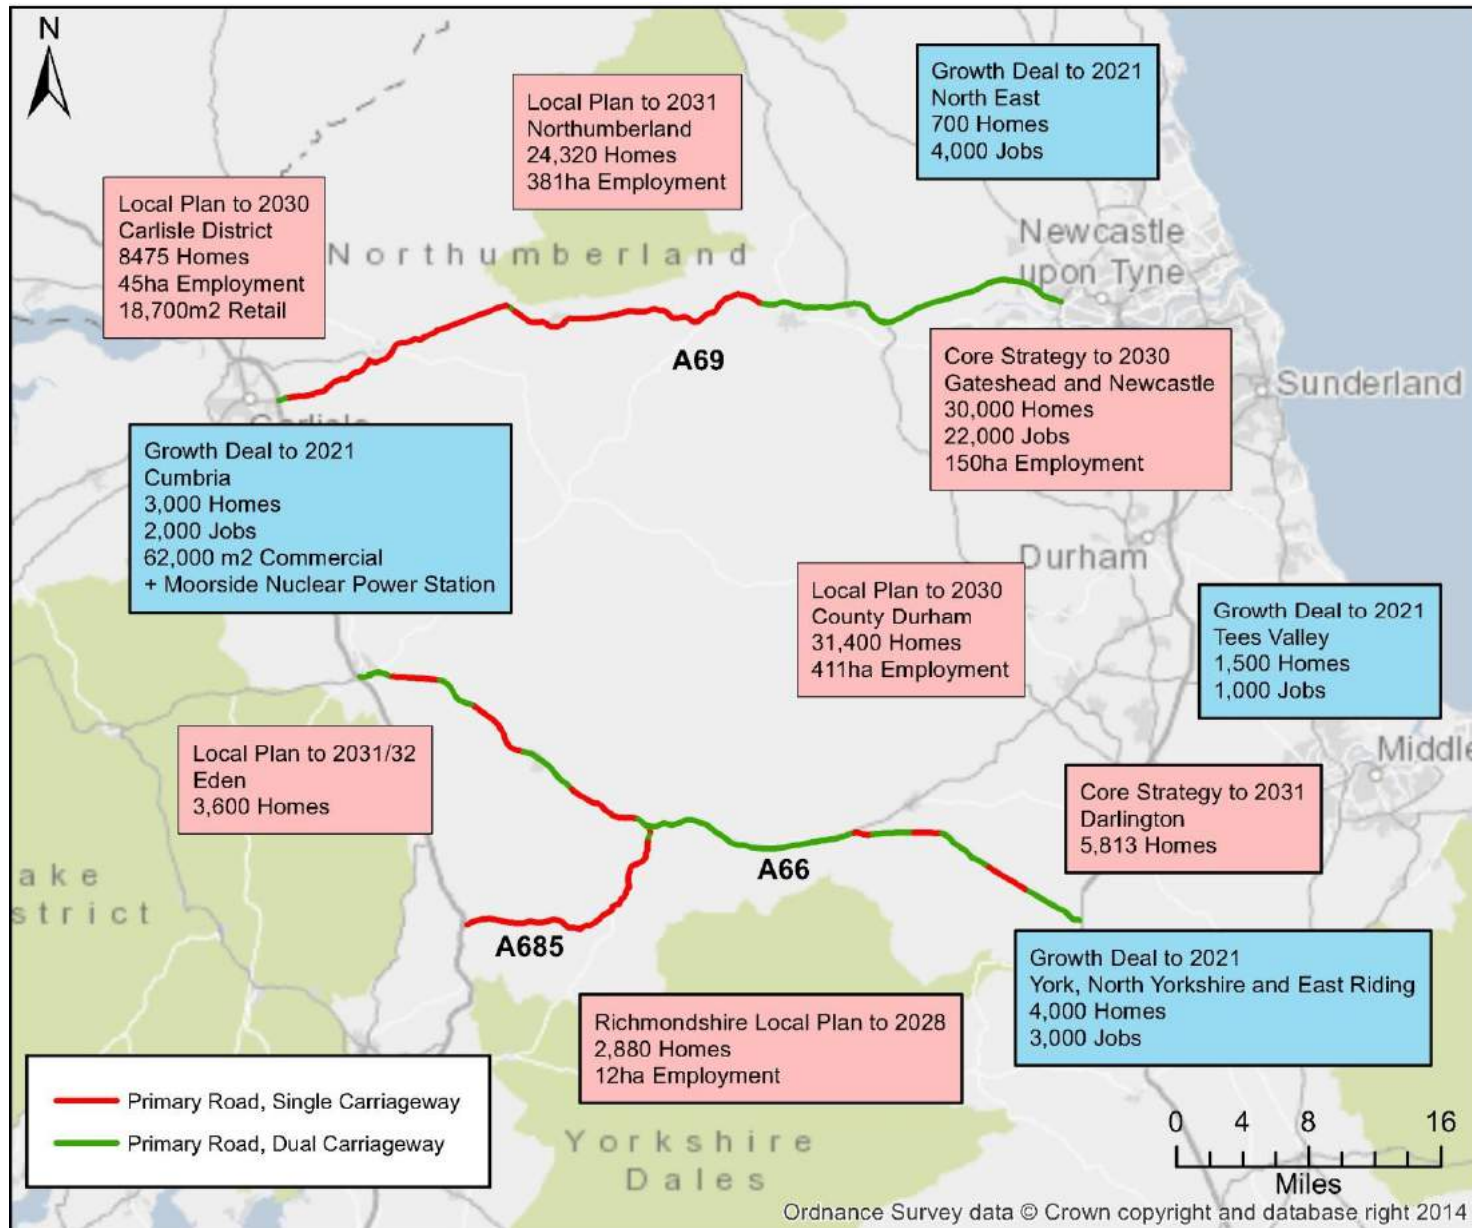 N
Growth Deal to 2021
North East
700 Homes
4,000 Jobs
Local Plan to 2031
Northumberland
24,320 Homes
381ha Employment
Local Plan to 2030
Carlisle District
8475 Homes
45ha Employment
18,700m2 Retail
Northumberland
Newcastle
upon Tyne
A69
Core Strategy to 2030
Gateshead and Newcastle
30,000 Homes
22,000 Jobs
150ha Employment
Sunderland
Carlisle
Growth Deal to 2021
Cumbria
3,000 Homes
2,000 Jobs
62,000 m2 Commercial
+ Moorside Nuclear Power Station
Durham
Local Plan to 2030
County Durham
31,400 Homes
411ha Employment
Growth Deal to 2021
Tees Valley
1,500 Homes
1,000 Jobs
Middle
Local Plan to 2031/32
Eden
3,600 Homes
Core Strategy to 2031
Darlington
5,813 Homes
A66
ake
strict
A685
Growth Deal to 2021
York, North Yorkshire and East Riding
4,000 Homes
3,000 Jobs
Richmondshire Local Plan to 2028
2,880 Homes
12ha Employment
Primary Road, Single Carriageway
Primary Road, Dual Carriageway
Yorkshire
Dales
0 4 8 16
Miles
Ordnance Survey data © Crown copyright and database right 2014